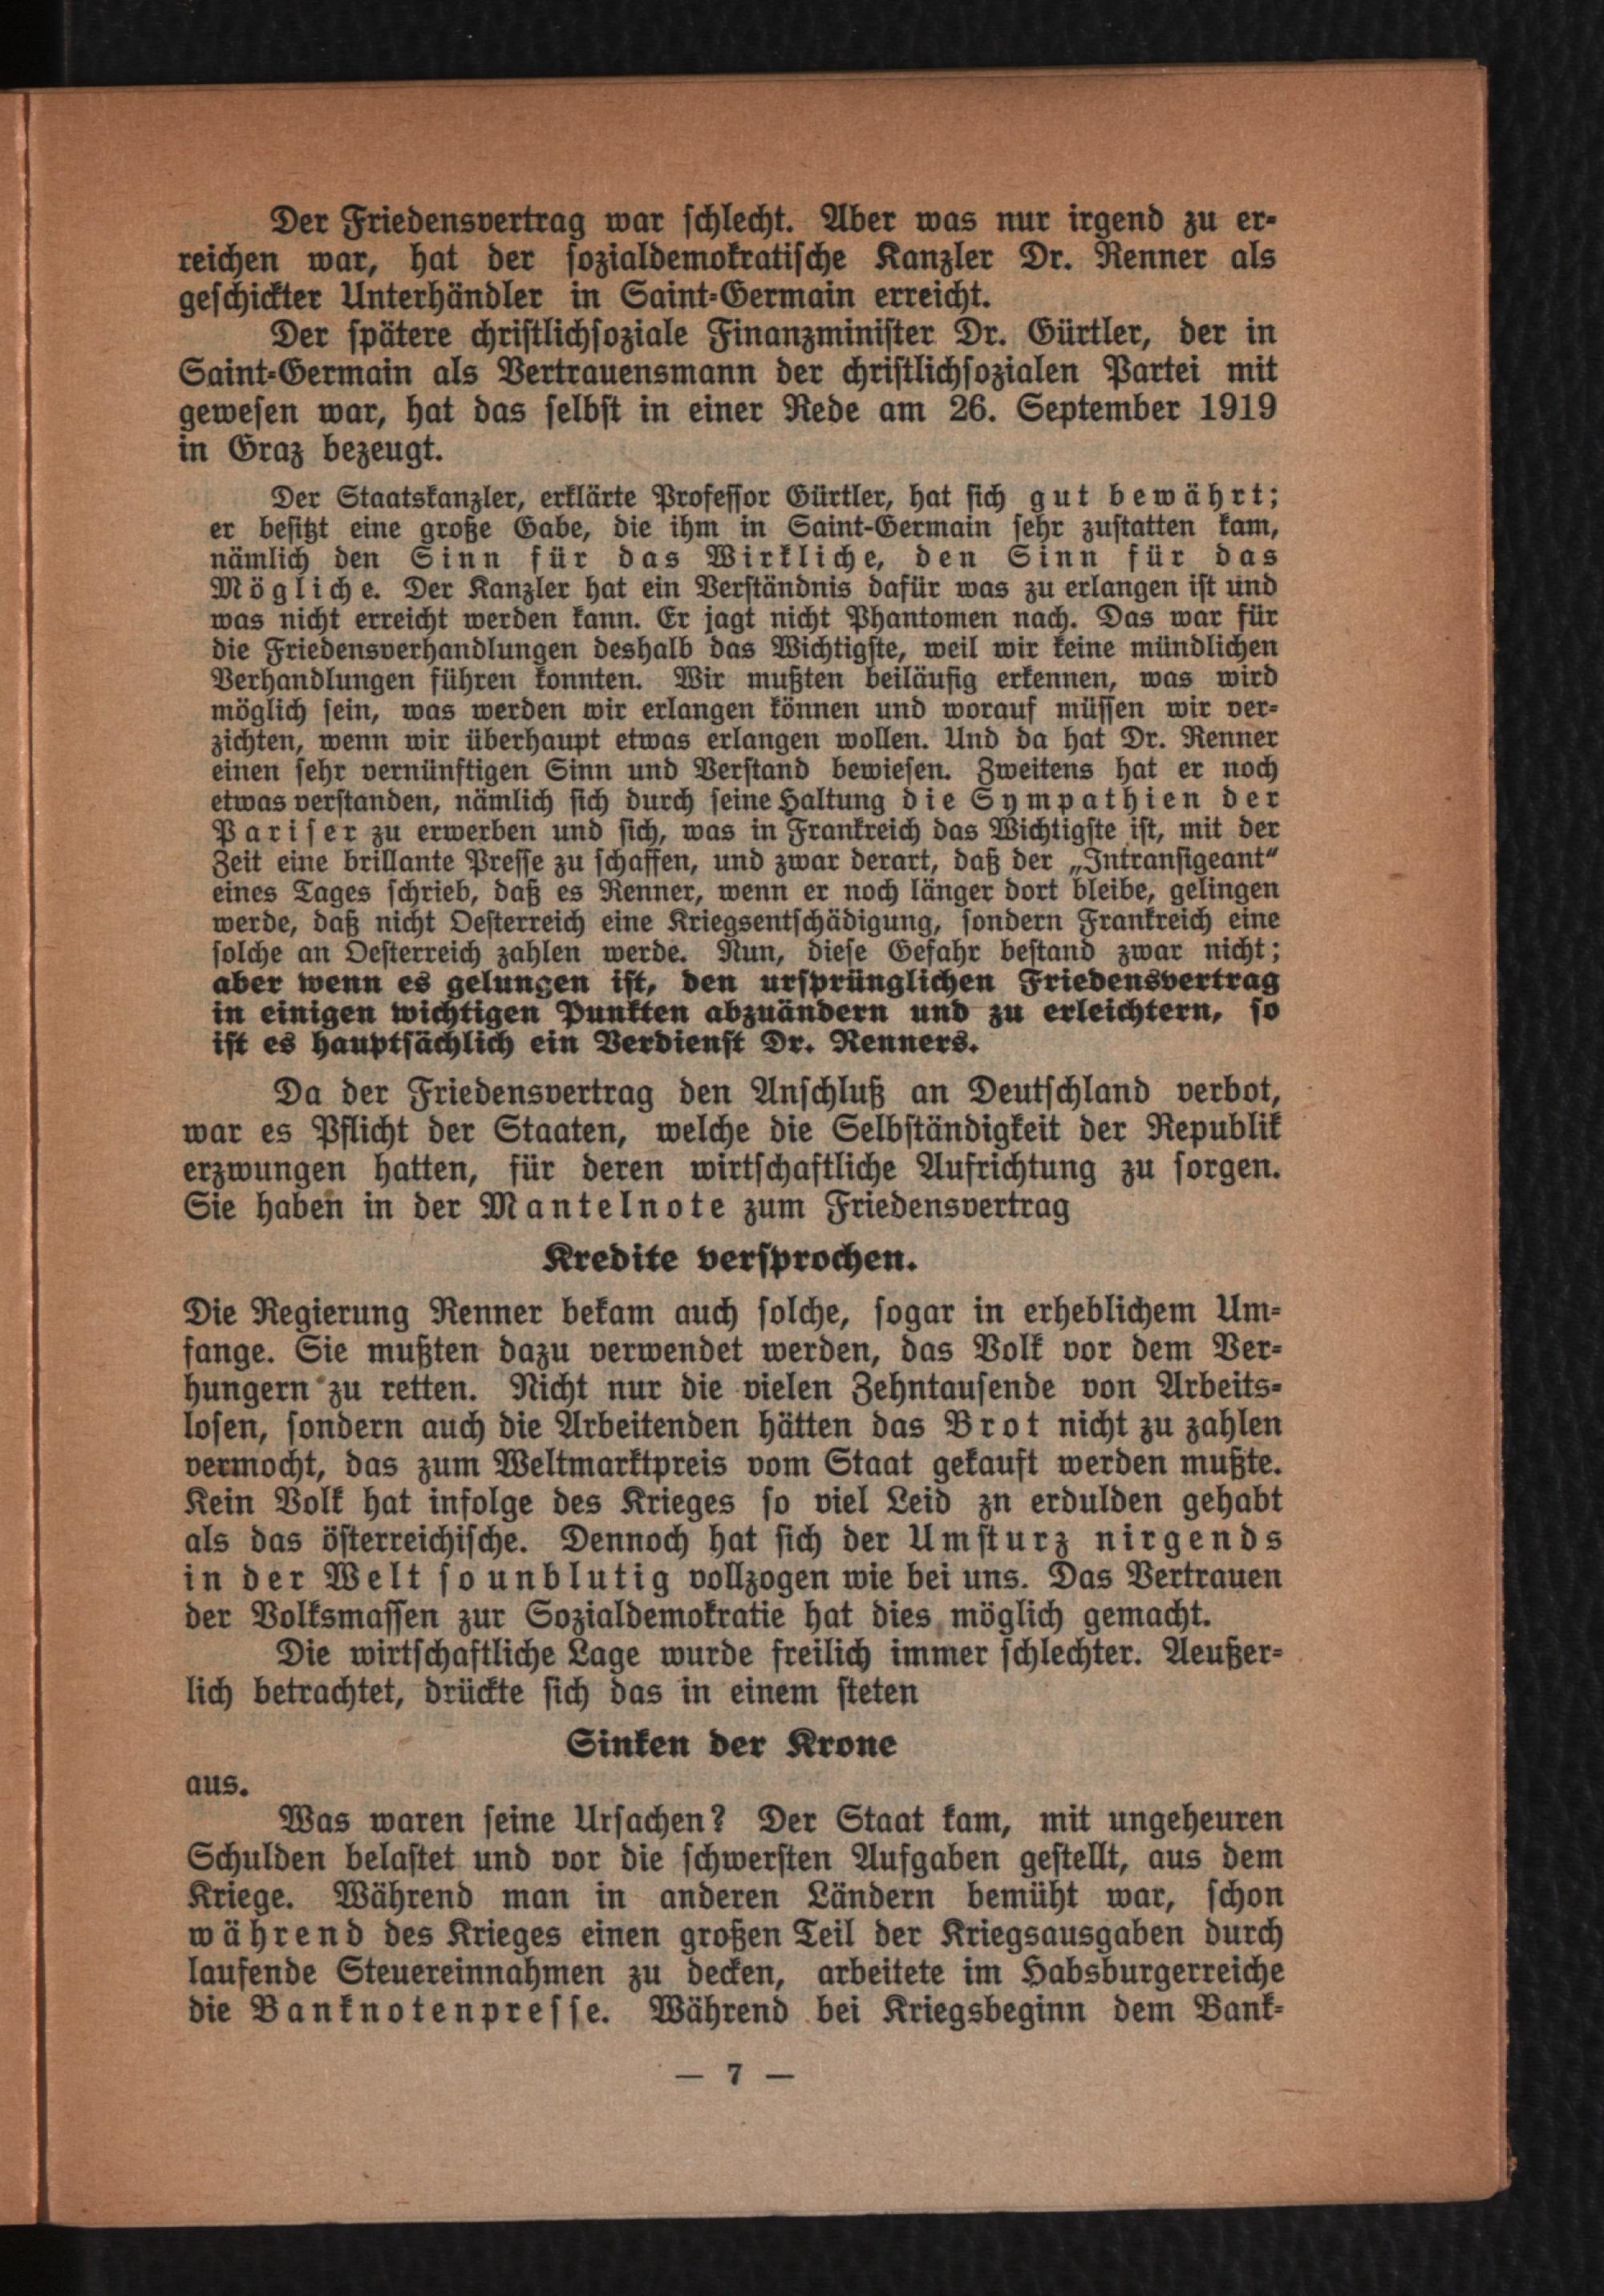 Der Friedensvertrag war schlecht. Aber was nur irgend zu er-
reichen war, hat der sozialdemokratische Kanzler Dr. Renner als
geschickter Unterhändler in Saint-Germain erreicht.
Der spätere christlichsoziale Finanzminister Dr. Gürtler, der in
Saint-Germain als Vertrauensmann der christlichsozialen Partei mit
gewesen war, hat das selbst in einer Rede am 26. September 1919
in Graz bezeugt.
Der Staatskanzler, erklärte Professor Gürtler, hat sich gut bewährt;
er besitzt eine große Gabe, die ihm in Saint-Germain sehr zustatten kam,
nämlich den Sinn für das Wirkliche, den Sinn für das
Mögliche. Der Kanzler hat ein Verständnis dafür was zu erlangen ist und
was nicht erreicht werden kann. Er jagt nicht Phantomen nach. Das war für
die Friedensverhandlungen deshalb das Wichtigste, weil wir keine mündlichen
Verhandlungen führen konnten. Wir mußten beiläufig erkennen, was wird
möglich sein, was werden wir erlangen können und worauf müssen wir ver-
zichten, wenn wir überhaupt etwas erlangen wollen. Und da hat Dr. Renner
einen sehr vernünftigen Sinn und Verstand bewiesen. Zweitens hat er noch
etwas verstanden, nämlich sich durch seine Haltung die Sympathien der
Pariser zu erwerben und sich, was in Frankreich das Wichtigste ist, mit der
Zeit eine brillante Presse zu schaffen, und zwar derart, daß der „Intransigeant“
eines Tages schrieb, daß es Renner, wenn er noch länger dort bleibe, gelingen
werde, daß nicht Oesterreich eine Kriegsentschädigung, sondern Frankreich eine
solche an Oesterreich zahlen werde. Nun, diese Gefahr bestand zwar nicht;
aber wenn es gelungen ist, den ursprünglichen Friedensvertrag
in einigen wichtigen Punkten abzuändern und zu erleichtern, so
ist es hauptsächlich ein Verdienst Dr. Renners.
Da der Friedensvertrag den Anschluß an Deutschland verbot,
war es Pflicht der Staaten, welche die Selbständigkeit der Republik
erzwungen hatten, für deren wirtschaftliche Aufrichtung zu sorgen.
Sie haben in der Mantelnote zum Friedensvertrag
Kredite versprochen.
Die Regierung Renner bekam auch solche, sogar in erheblichem Um-
fange. Sie mußten dazu verwendet werden, das Volk vor dem Ver-
hungern zu retten. Nicht nur die vielen Zehntausende von Arbeits-
losen, sondern auch die Arbeitenden hätten das Brot nicht zu zahlen
vermocht, das zum Weltmarktpreis vom Staat gekauft werden mußte.
Kein Volk hat infolge des Krieges so viel Leid zn erdulden gehabt
als das österreichische. Dennoch hat sich der Umsturz nirgends
in der Welt so unblutig vollzogen wie bei uns. Das Vertrauen
der Volksmassen zur Sozialdemokratie hat dies möglich gemacht.
Die wirtschaftliche Lage wurde freilich immer schlechter. Aeußer-
lich betrachtet, drückte sich das in einem steten
Sinken der Krone
aus.
Was waren seine Ursachen? Der Staat kam, mit ungeheuren
Schulden belastet und vor die schwersten Aufgaben gestellt, aus dem
Kriege. Während man in anderen Ländern bemüht war, schon
während des Krieges einen großen Teil der Kriegsausgaben durch
laufende Steuereinnahmen zu decken, arbeitete im Habsburgerreiche
die Banknotenpresse. Während bei Kriegsbeginn dem Bank-
— 7 —